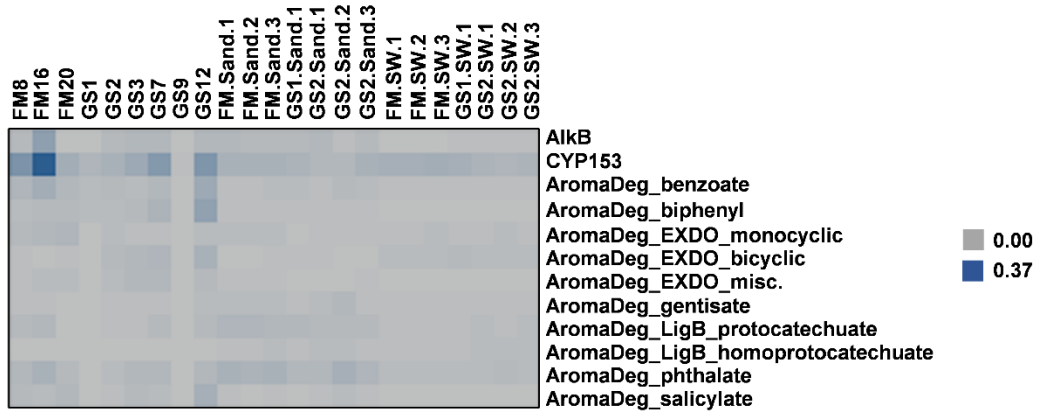 FM8
FM16
FM20
GS1
GS2
GS3
GS7
GS9
GS12
FM.Sand.1
FM.Sand.2
FM.Sand.3
GS1.Sand.1
GS2.Sand.1
GS2.Sand.2
GS2.Sand.3
FM.SW.1
FM.SW.2
FM.SW.3
GS1.SW.1
GS2.SW.1
GS2.SW.2
GS2.SW.3
AlkB
CYP153
AromaDeg_benzoate
AromaDeg_biphenyl
AromaDeg_EXDO_monocyclic
AromaDeg_EXDO_bicyclic
AromaDeg_EXDO_misc.
AromaDeg_gentisate
AromaDeg_LigB_protocatechuate
AromaDeg_LigB_homoprotocatechuate
AromaDeg_phthalate
AromaDeg_salicylate
0.00
0.37